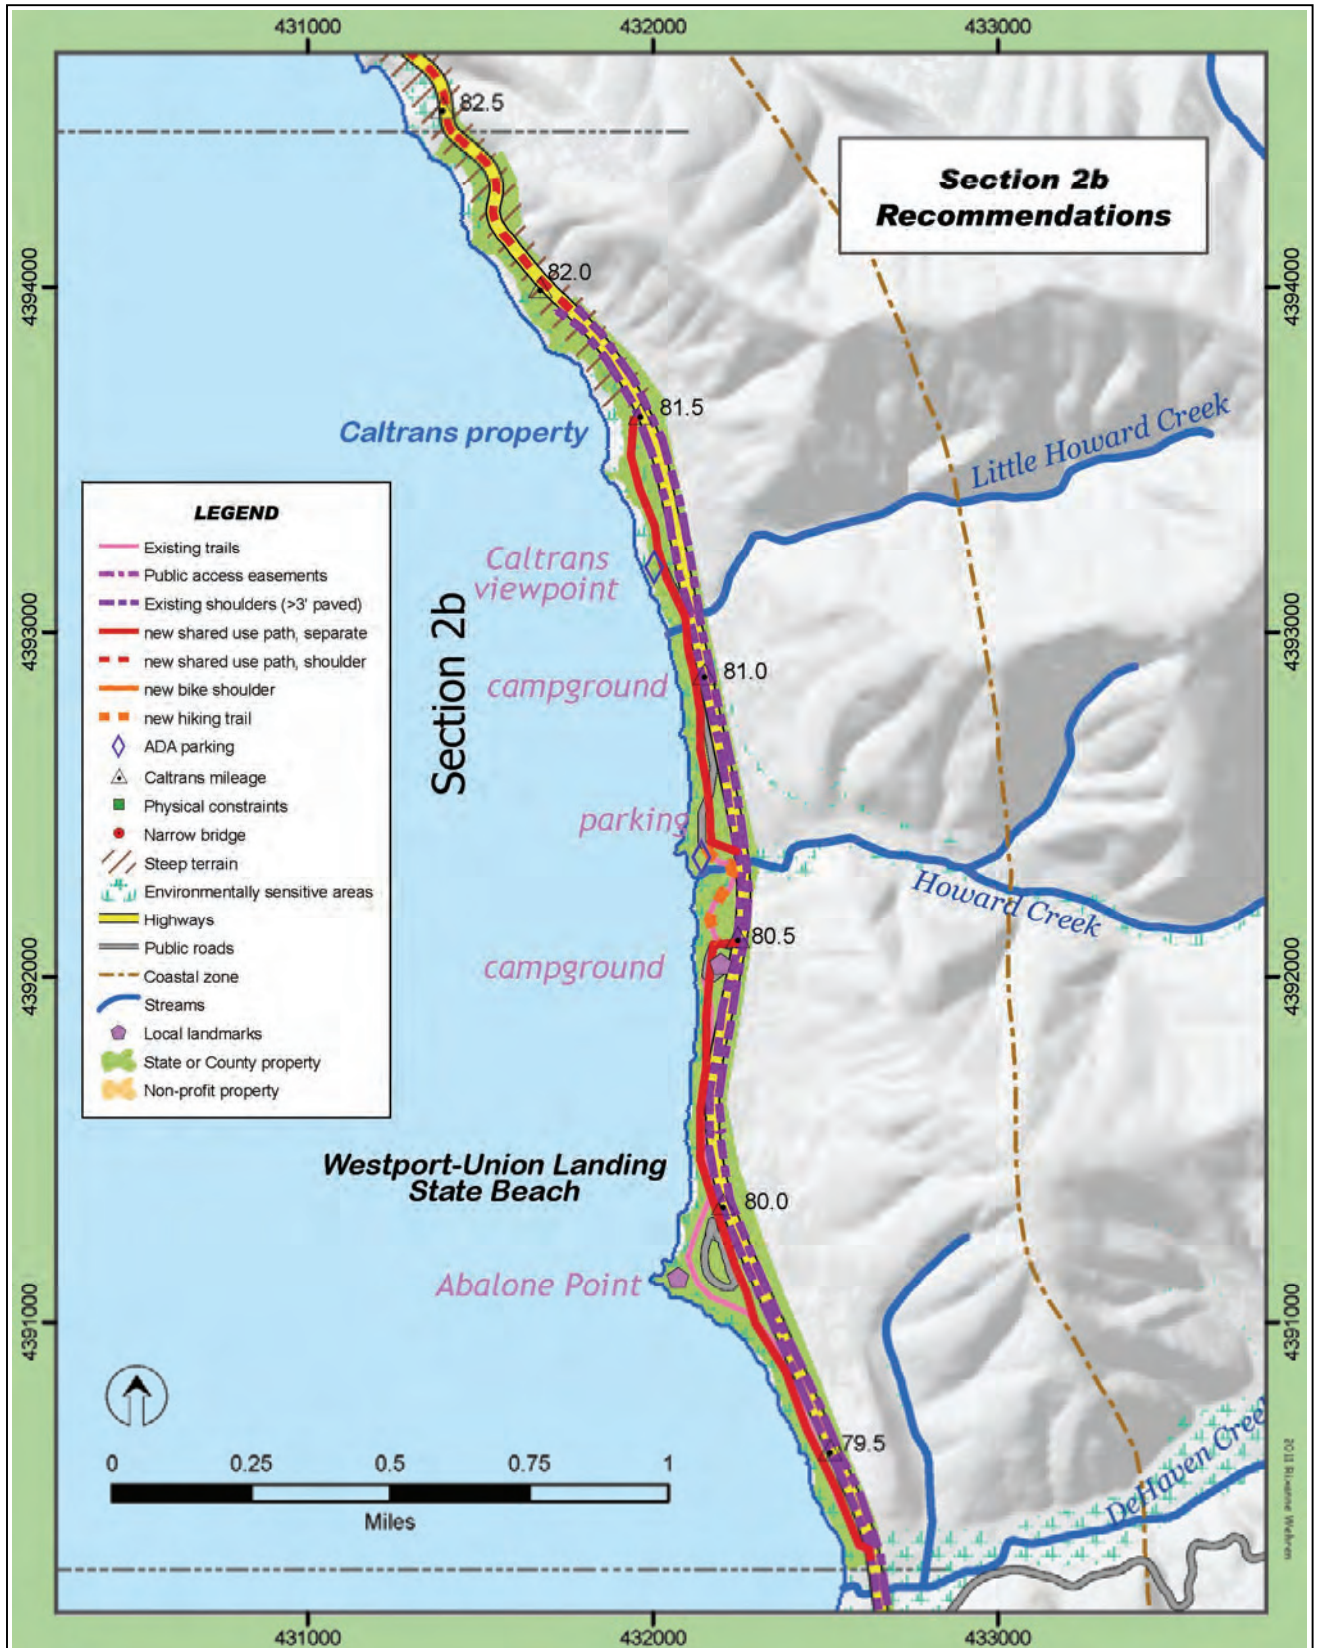 431000
432000
433000
82.5
Section 2b
Recommendations
4394000
4394000
82.0
81.5
Caltrans property
Little Howard Creek
LEGEND
Existing trails
Public access easements
Existing shoulders (>3' paved)
new shared use path, separate
new shared use path, shoulder
new bike shoulder
new hiking trail
ADA parking
Caltrans mileage
Physical constraints
Narrow bridge
Steep terrain
Environmentally sensitive areas
Highways
Public roads
Coastal zone
Streams
Local landmarks
State or County property
Non-profit property
Caltrans
viewpoint
Section 2b
4393000
4393000
campground
81.0
parking
Howard Creek
80.5
campground
4392000
4392000
Westport-Union Landing
State Beach
80.0
Abalone Point
4391000
4391000
79.5
DeHaven Creek
0
0.25
0.5
0.75
1
Miles
431000
432000
433000